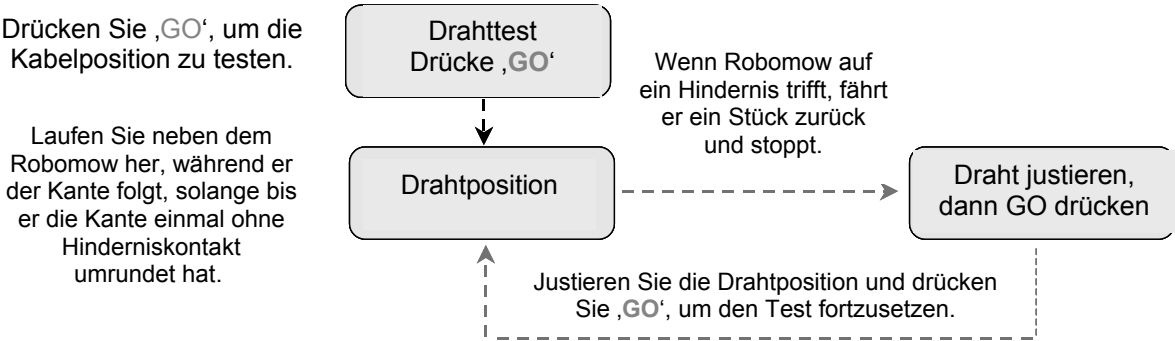 Drücken Sie ‚GO‘, um die
Kabelposition zu testen.
Drahttest
Drücke ‚GO‘
Wenn Robomow auf
ein Hindernis trifft, fährt
er ein Stück zurück
und stoppt.
Laufen Sie neben dem
Robomow her, während er
der Kante folgt, solange bis
er die Kante einmal ohne
Hinderniskontakt
umrundet hat.
Drahtposition
Draht justieren,
dann GO drücken
Justieren Sie die Drahtposition und drücken
Sie ‚GO‘, um den Test fortzusetzen.